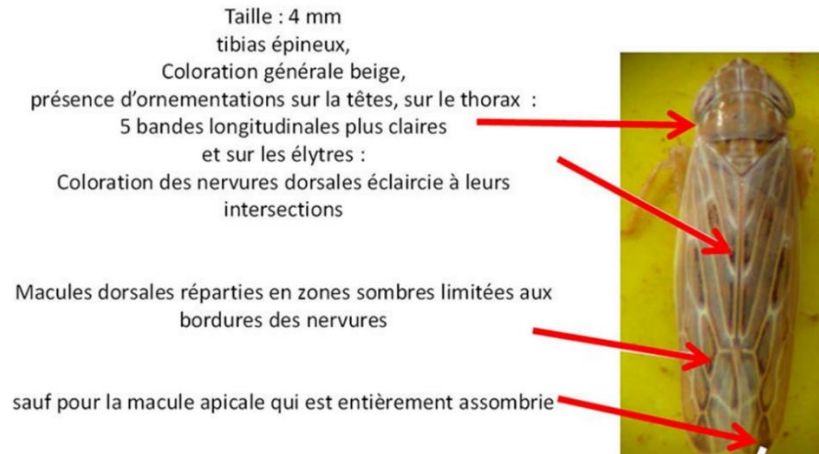 Taille : 4 mm
tibias épineux,
Coloration générale beige,
présence d’ornementations sur la têtes, sur le thorax :
5 bandes longitudinales plus claires
et sur les élytres :
Coloration des nervures dorsales éclaircie à leurs
intersections
Macules dorsales réparties en zones sombres limitées aux
bordures des nervures
sauf pour la macule apicale qui est entièrement assombrie